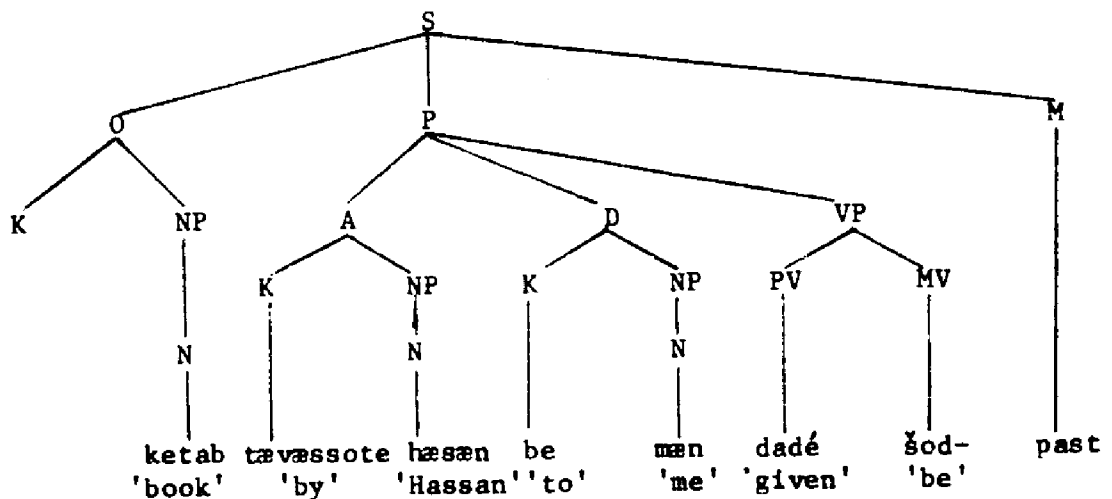 S
O P M
K NP A D VP
K NP K NP PV MV
N N N
ketab tævæssote hæsæn be mæn dadé šod- past
'book' 'by' 'Hassan' 'to' 'me' 'given' 'be'